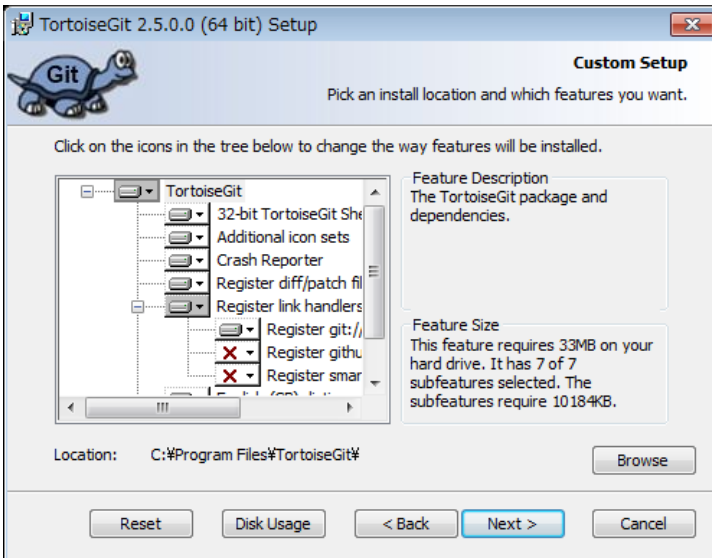 TortoiseGit 2.5.0.0 (64 bit) Setup
Git
Custom Setup
Pick an install location and which features you want.
Click on the icons in the tree below to change the way features will be installed.
TortoiseGit
32-bit TortoiseGit She
Additional icon sets
Crash Reporter
Register diff/patch fil
Register link handlers
Register git://
Register githu
Register smar
Feature Description
The TortoiseGit package and
dependencies.
Feature Size
This feature requires 33MB on your
hard drive. It has 7 of 7
subfeatures selected. The
subfeatures require 10184KB.
Location: C:¥Program Files¥TortoiseGit¥
Browse
Reset Disk Usage < Back Next > Cancel